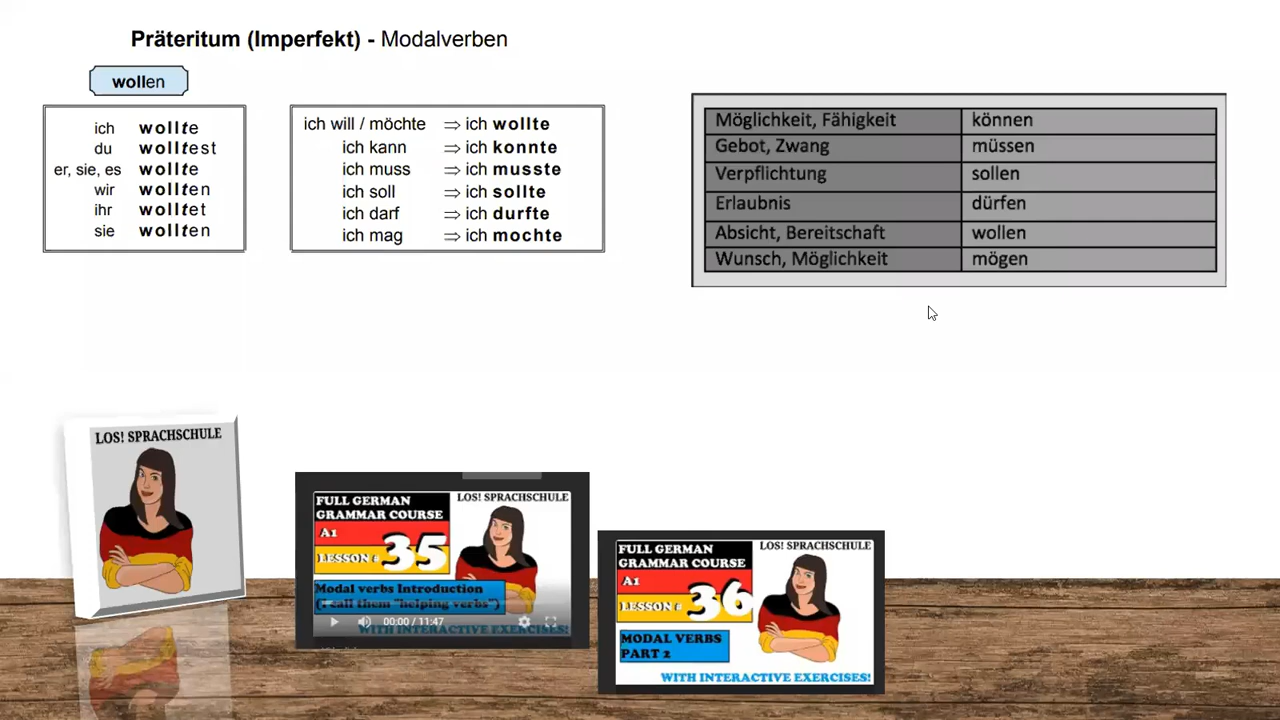 Präteritum (Imperfekt) - Modalverben
wollen
ich wollte
du wolltest
er, sie, es wollte
wir wollten
ihr wolltet
sie wollten
ich will / möchte ⇒ ich wollte
ich kann ⇒ ich konnte
ich muss ⇒ ich musste
ich soll ⇒ ich sollte
ich darf ⇒ ich durfte
ich mag ⇒ ich mochte
Möglichkeit, Fähigkeit können
Gebot, Zwang müssen
Verpflichtung sollen
Erlaubnis dürfen
Absicht, Bereitschaft wollen
Wunsch, Möglichkeit mögen
LOS! SPRACHSCHULE
FULL GERMAN
GRAMMAR COURSE
LOS! SPRACHSCHULE
A1
LESSON # 35
Modal verbs Introduction
(I call them "helping verbs")
00:00 / 11:47
WITH INTERACTIVE EXERCISES!
FULL GERMAN
GRAMMAR COURSE
LOS! SPRACHSCHULE
A1
LESSON # 36
MODAL VERBS
PART 2
WITH INTERACTIVE EXERCISES!